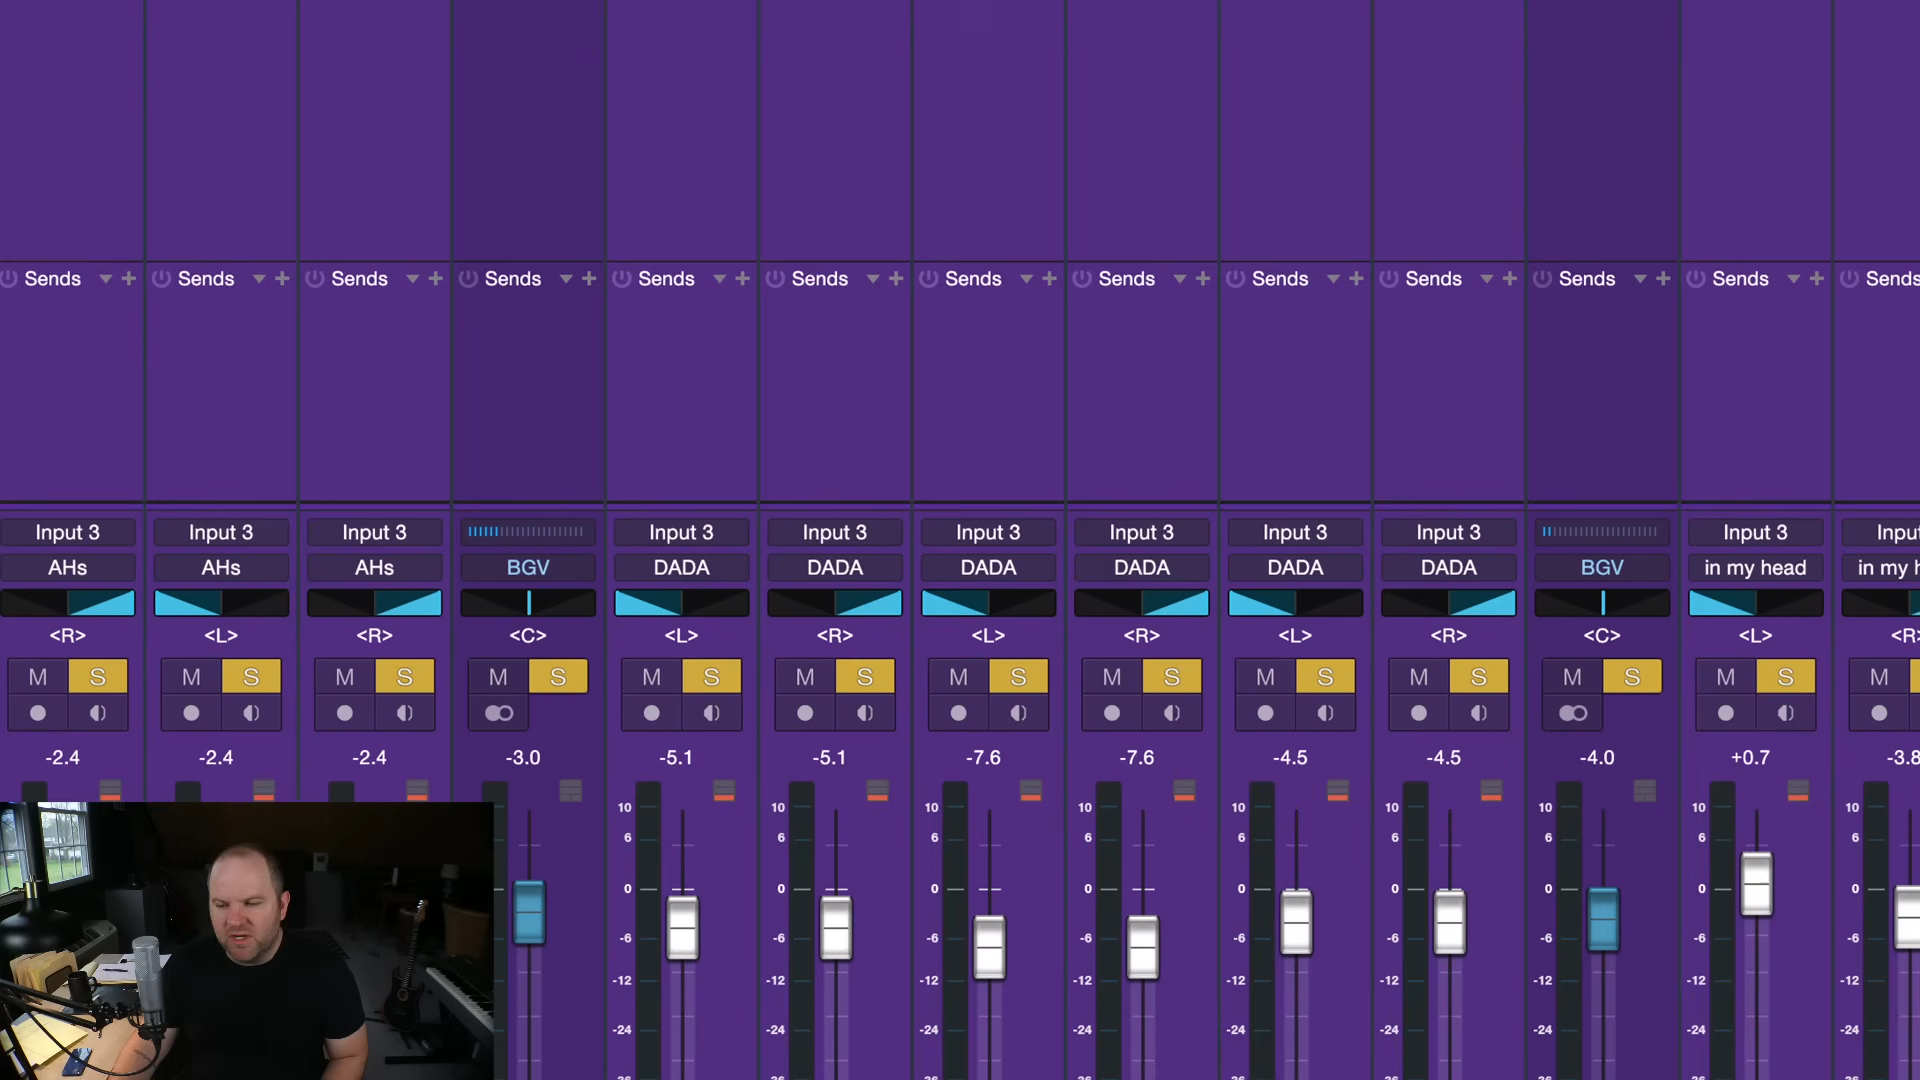 Sends Sends Sends Sends Sends Sends Sends Sends Sends Sends Sends Sends Sends
Input 3 Input 3 Input 3 Input 3 Input 3 Input 3 Input 3 Input 3 Input 3 Input 3
AHs AHs AHs BGV DADA DADA DADA DADA DADA DADA BGV in my head in my h
<R> <L> <R> <C> <L> <R> <L> <R> <L> <R> <C> <L> <R>
M S M S M S M S M S M S M S M S M S M S M S M S M
-2.4 -2.4 -2.4 -3.0 -5.1 -5.1 -7.6 -7.6 -4.5 -4.5 -4.0 +0.7 -3.8
10 10 10 10 10 10 10 10 10
6 6 6 6 6 6 6 6 6
0 0 0 0 0 0 0 0 0
-6 -6 -6 -6 -6 -6 -6 -6 -6
-12 -12 -12 -12 -12 -12 -12 -12 -12
-24 -24 -24 -24 -24 -24 -24 -24 -24